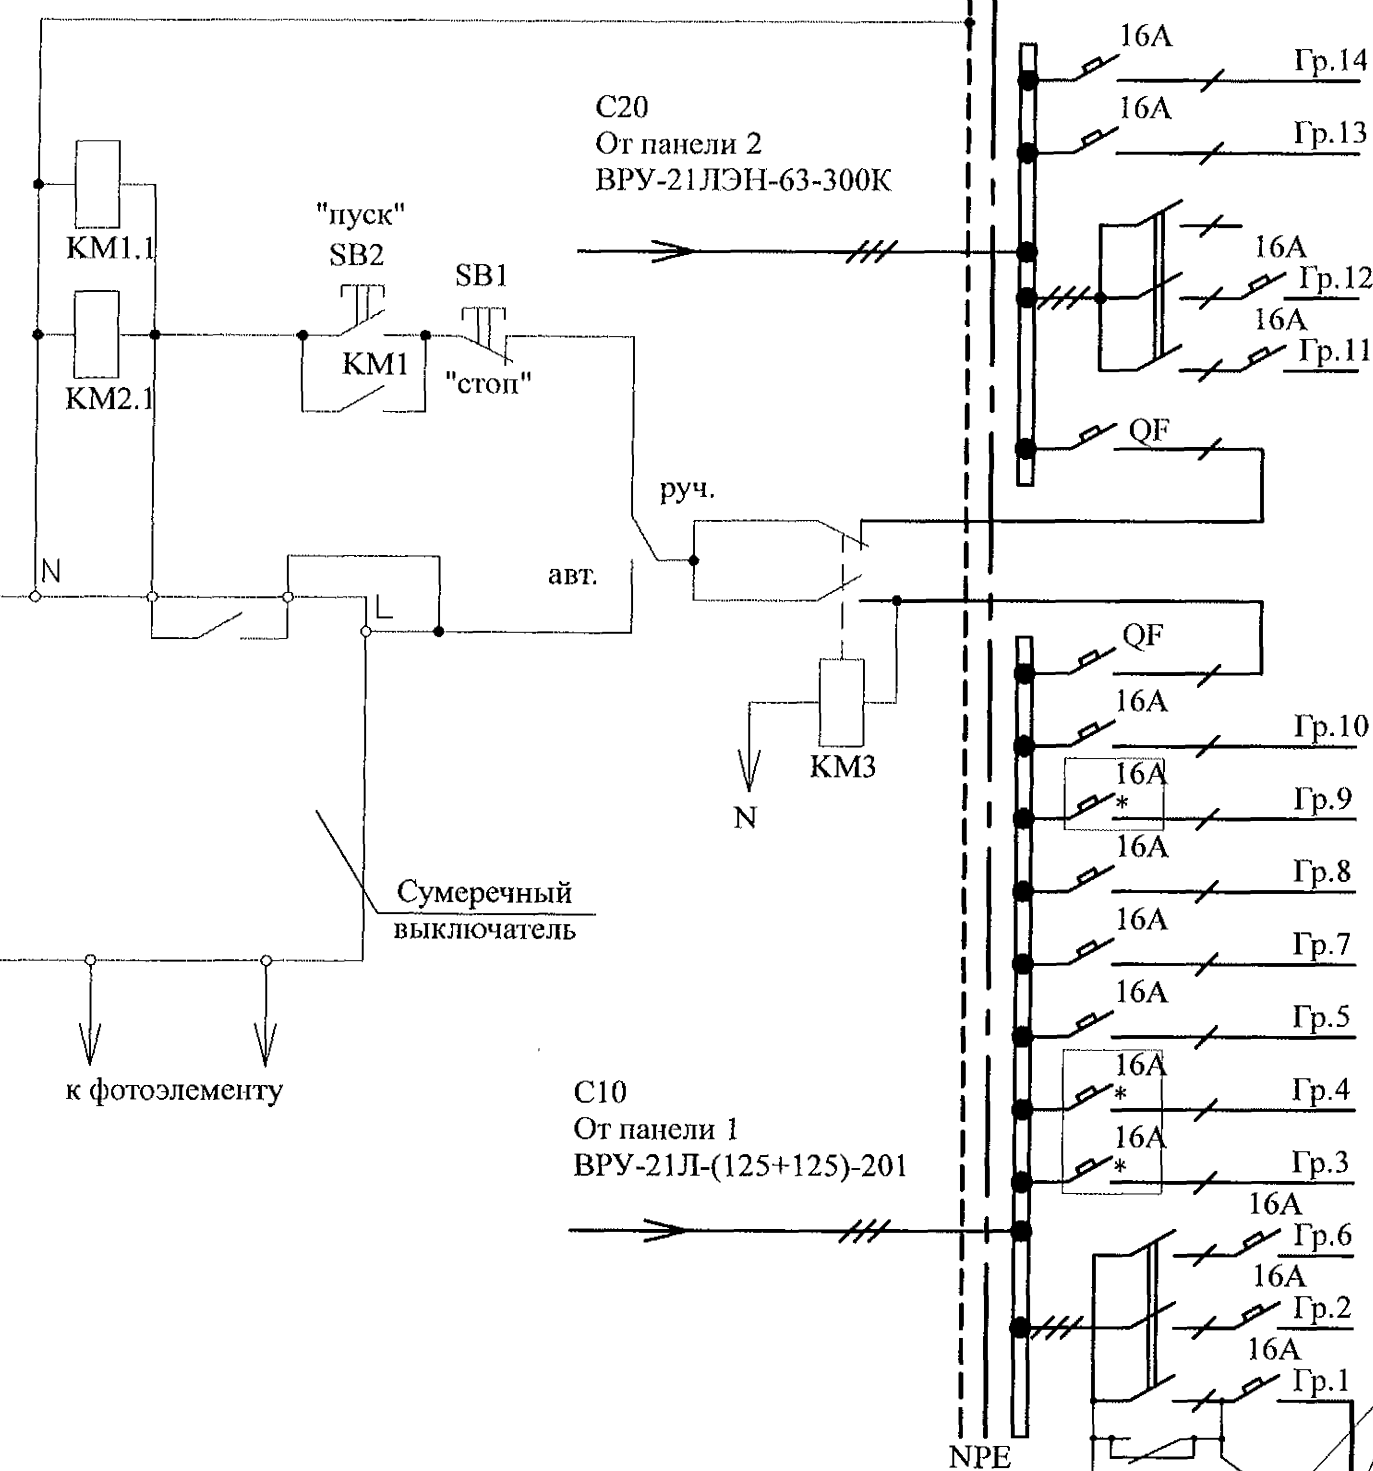 16А
Гр.14
16А
Гр.13
С20
От панели 2
ВРУ-21ЛЭН-63-300К
КМ1.1
"пуск"
SB2
SB1
16А
Гр.12
16А
Гр.11
КМ2.1
КМ1
"стоп"
QF
руч.
N
авт.
L
QF
16А
Гр.10
КМ3
16А
*
Гр.9
N
16А
Гр.8
Сумеречный
выключатель
16А
Гр.7
16А
Гр.5
к фотоэлементу
С10
От панели 1
ВРУ-21Л-(125+125)-201
16А
*
Гр.4
16А
*
Гр.3
16А
Гр.6
16А
Гр.2
16А
Гр.1
NPE